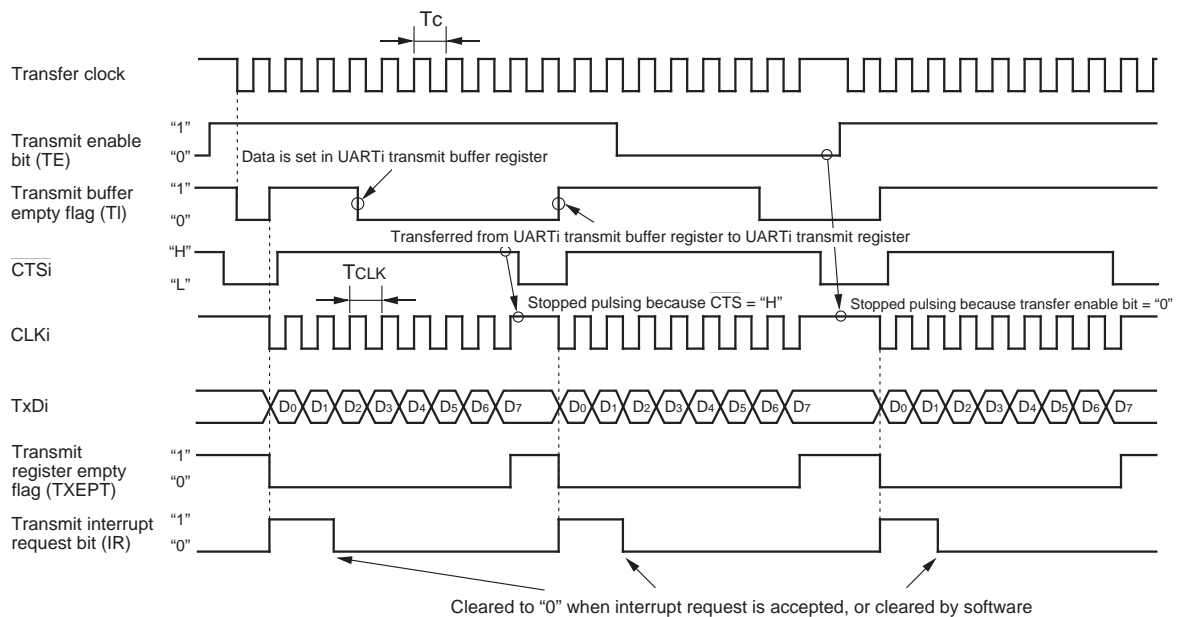 Tc
Transfer clock
Transmit enable
bit (TE)
“1”
“0”
Data is set in UARTi transmit buffer register
Transmit buffer
empty flag (TI)
“1”
“0”
Transferred from UARTi transmit buffer register to UARTi transmit register
CTSi
“H”
“L”
TCLK
Stopped pulsing because CTS = “H”
Stopped pulsing because transfer enable bit = “0”
CLKi
TxDi
D0 D1 D2 D3 D4 D5 D6 D7 D0 D1 D2 D3 D4 D5 D6 D7 D0 D1 D2 D3 D4 D5 D6 D7
Transmit
register empty
flag (TXEPT)
“1”
“0”
Transmit interrupt
request bit (IR)
“1”
“0”
Cleared to “0” when interrupt request is accepted, or cleared by software